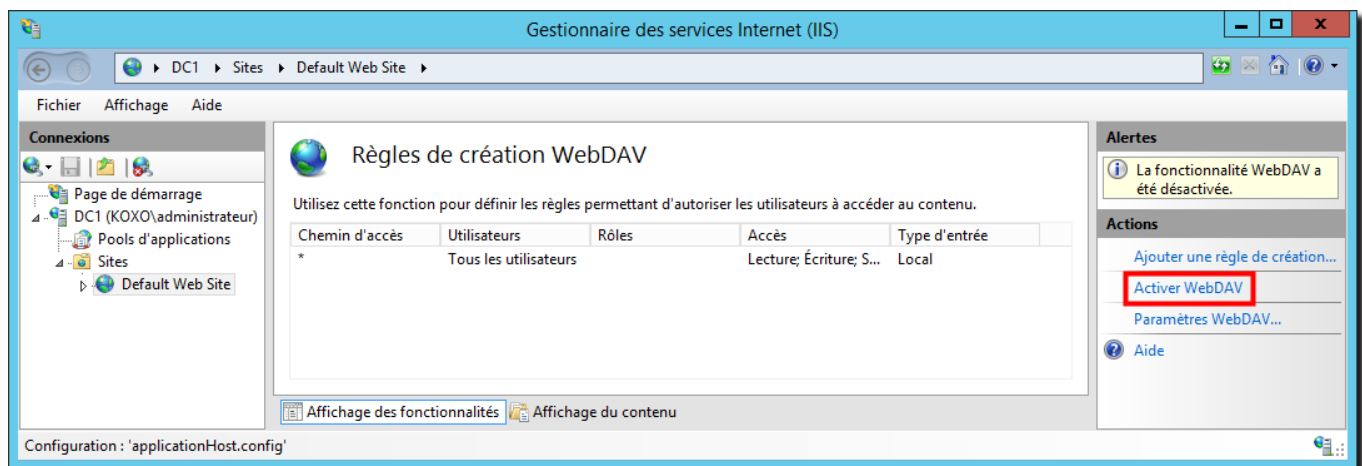 Gestionnaire des services Internet (IIS)
DC1 Sites Default Web Site
Fichier Affichage Aide
Connexions
Page de démarrage
DC1 (KOXO\administrateur)
Pools d'applications
Sites
Default Web Site
Règles de création WebDAV
Utilisez cette fonction pour définir les règles permettant d'autoriser les utilisateurs à accéder au contenu.
Chemin d'accès Utilisateurs Rôles Accès Type d'entrée
* Tous les utilisateurs Lecture; Écriture; S... Local
Affichage des fonctionnalités Affichage du contenu
Alertes
La fonctionnalité WebDAV a
été désactivée.
Actions
Ajouter une règle de création...
Activer WebDAV
Paramètres WebDAV...
Aide
Configuration : 'applicationHost.config'